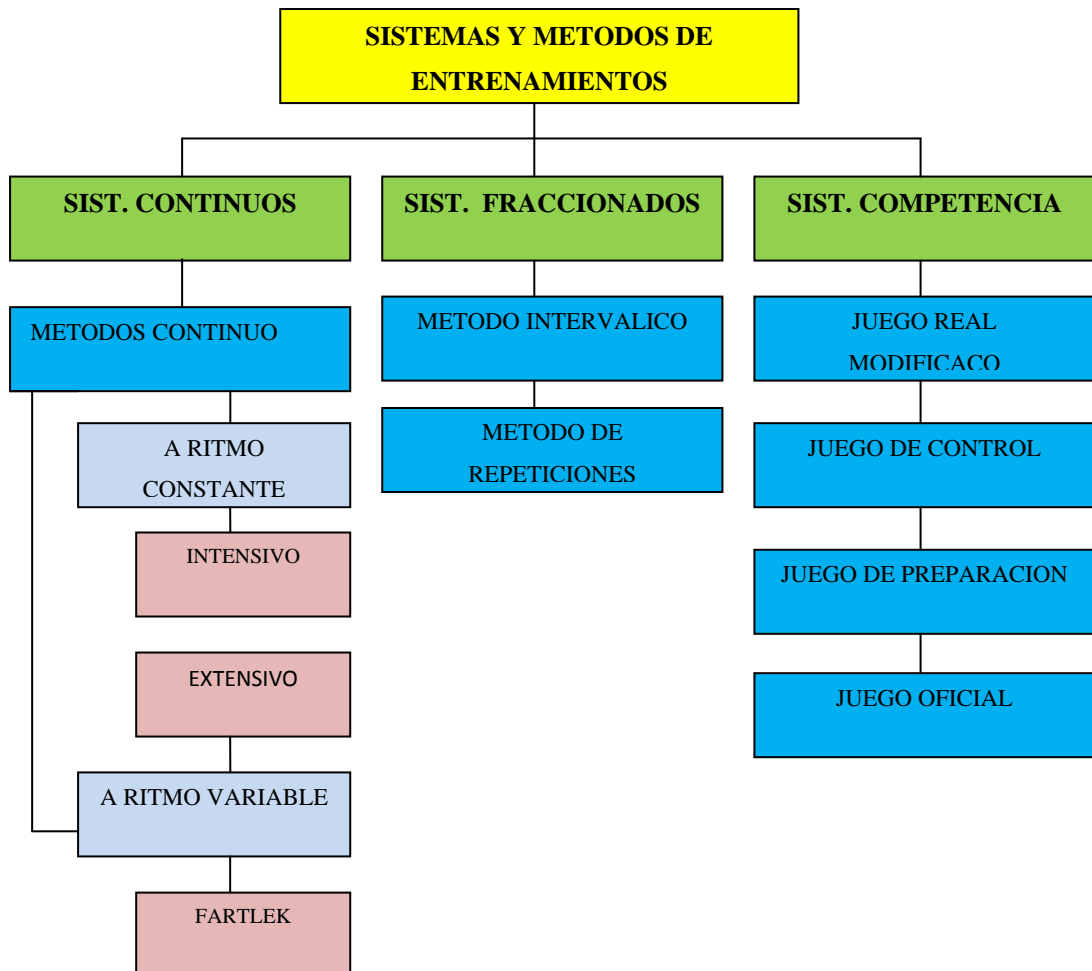 SISTEMAS Y METODOS DE
ENTRENAMIENTOS
SIST. CONTINUOS
SIST. FRACCIONADOS
SIST. COMPETENCIA
METODOS CONTINUO
METODO INTERVALICO
JUEGO REAL
MODIFICACO
A RITMO
CONSTANTE
METODO DE
REPETICIONES
JUEGO DE CONTROL
INTENSIVO
JUEGO DE PREPARACION
EXTENSIVO
JUEGO OFICIAL
A RITMO VARIABLE
FARTLEK